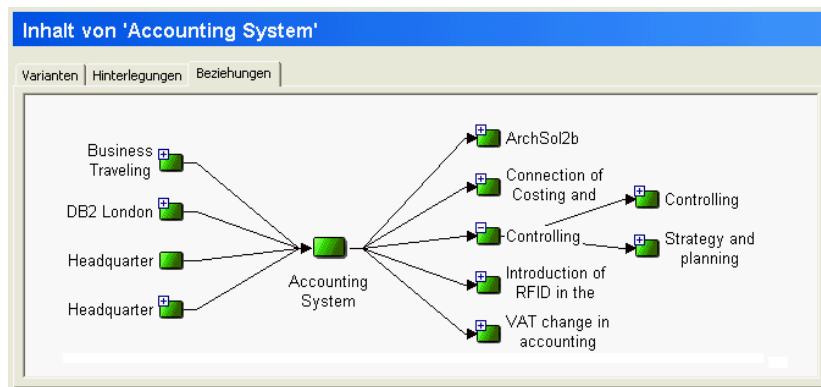 Inhalt von 'Accounting System'
Varianten
Hinterlegungen
Beziehungen
Business
Traveling
DB2 London
Headquarter
Headquarter
Accounting
System
ArchSol2b
Connection of
Costing and
Controlling
Introduction of
RFID in the
VAT change in
accounting
Controlling
Strategy and
planning